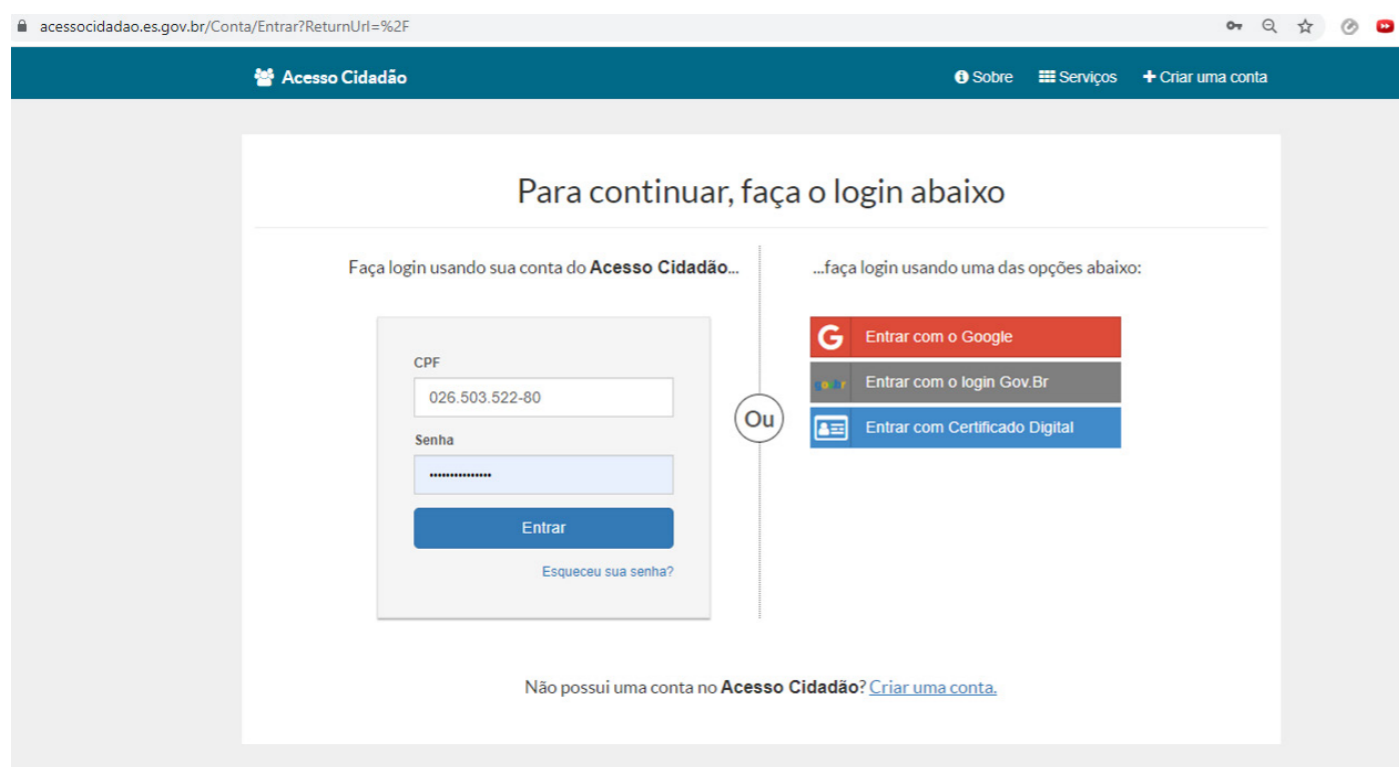 acessocidadao.es.gov.br/Conta/Entrar?ReturnUrl=%2F
Acesso Cidadão
Sobre
Serviços
Criar uma conta
Para continuar, faça o login abaixo
Faça login usando sua conta do Acesso Cidadão...
CPF
026.503.522-80
Senha
•••••••••••••••
Entrar
Esqueceu sua senha?
Ou
...faça login usando uma das opções abaixo:
G Entrar com o Google
gov.br Entrar com o login Gov.Br
Entrar com Certificado Digital
Não possui uma conta no Acesso Cidadão? Criar uma conta.